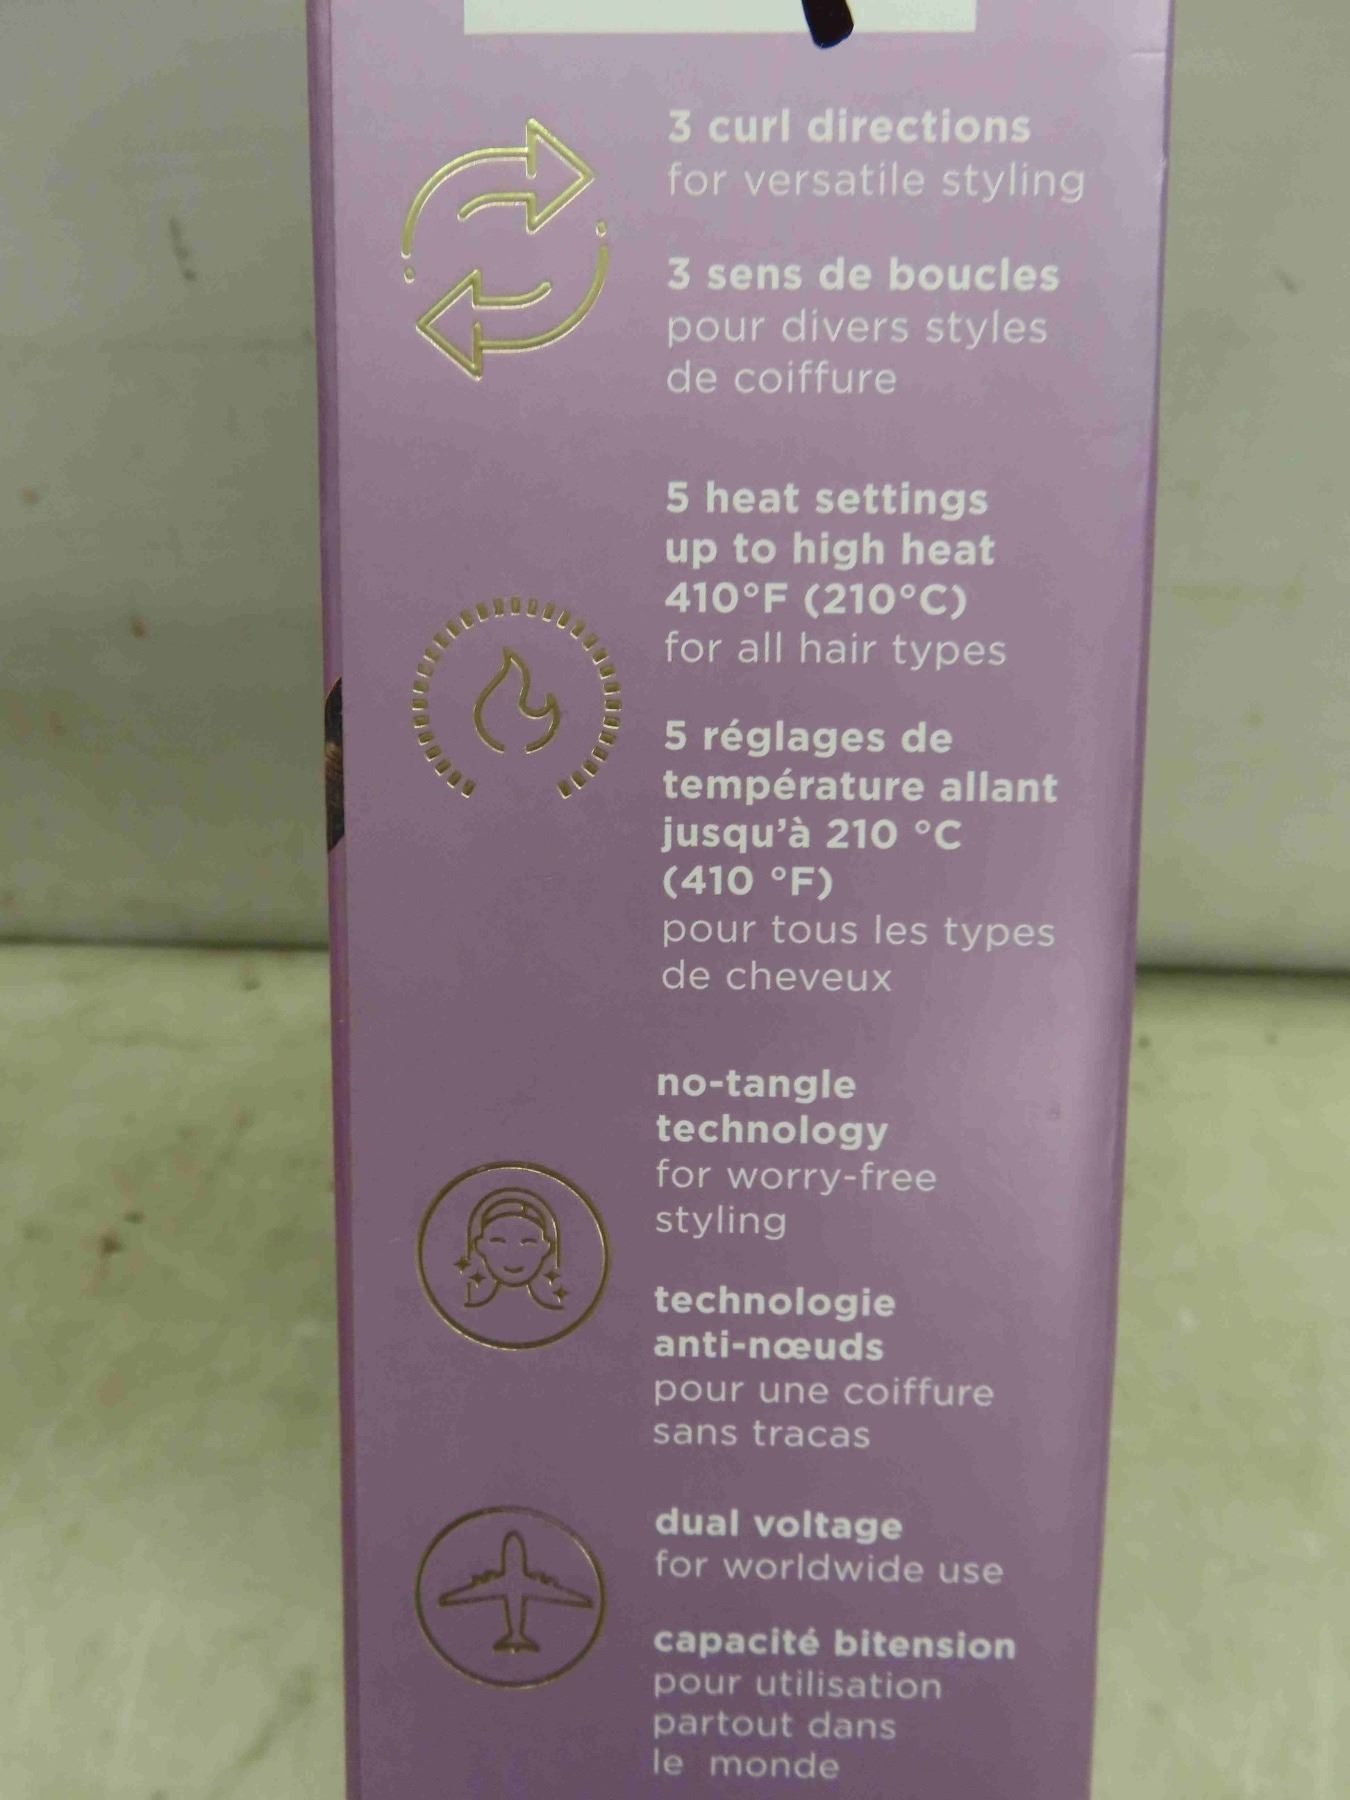 3 curl directions
for versatile styling
3 sens de boucles
pour divers styles
de coiffure
5 heat settings
up to high heat
410°F (210°C)
for all hair types
5 réglages de
température allant
jusqu'à 210 °C
(410 °F)
pour tous les types
de cheveux
no-tangle
technology
for worry-free
styling
technologie
anti-nœuds
pour une coiffure
sans tracas
dual voltage
for worldwide use
capacité bitension
pour utilisation
partout dans
le monde